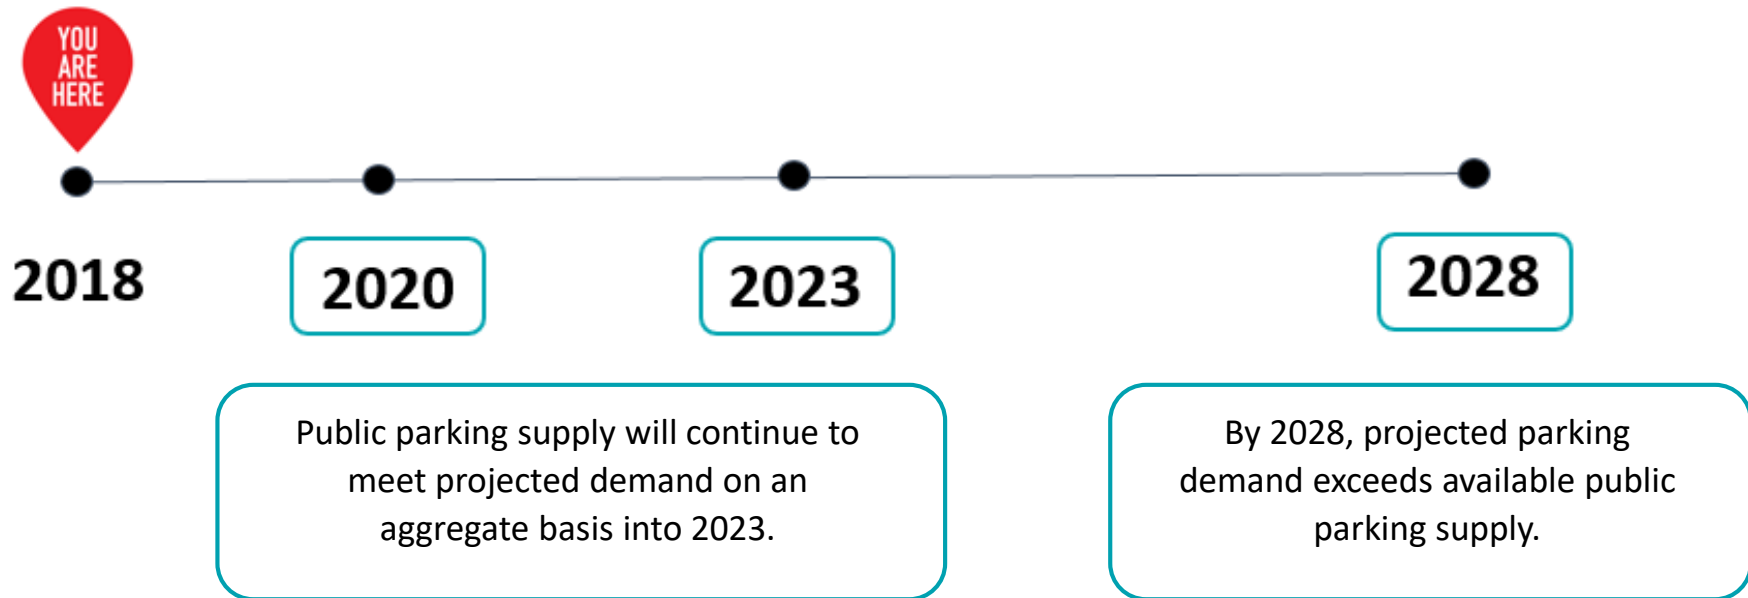 YOU
ARE
HERE
2018
2020
2023
2028
Public parking supply will continue to
meet projected demand on an
aggregate basis into 2023.
By 2028, projected parking
demand exceeds available public
parking supply.